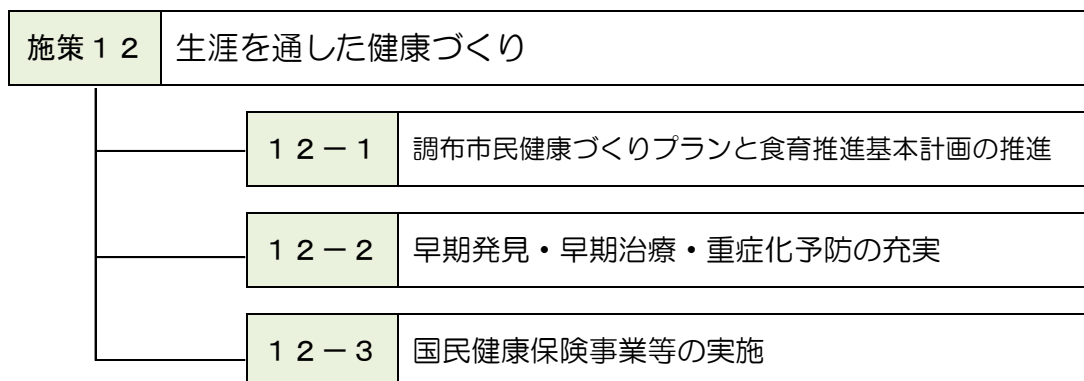 施策１２ 生涯を通した健康づくり
１２－１ 調布市民健康づくりプランと食育推進基本計画の推進
１２－２ 早期発見・早期治療・重症化予防の充実
１２－３ 国民健康保険事業等の実施